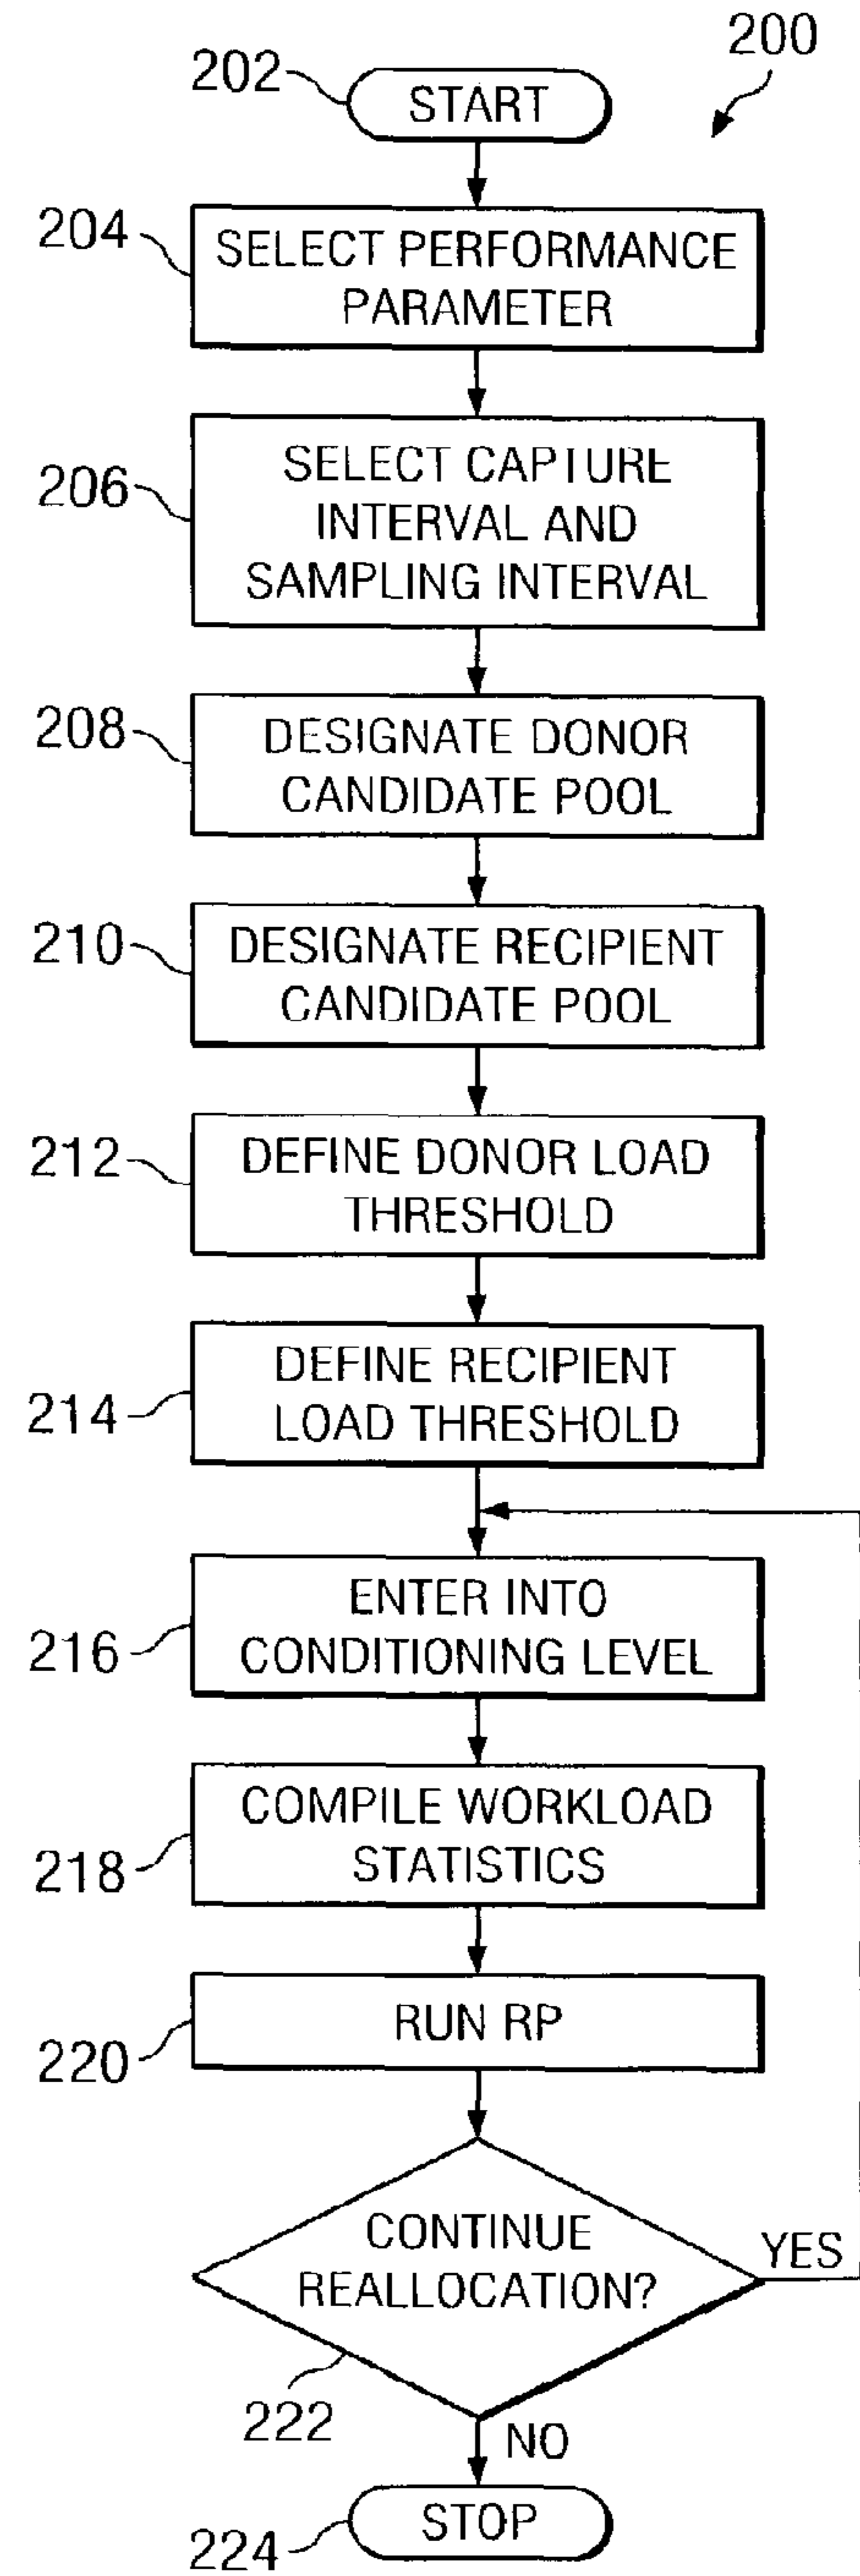 200
202
START
204
SELECT PERFORMANCE
PARAMETER
206
SELECT CAPTURE
INTERVAL AND
SAMPLING INTERVAL
208
DESIGNATE DONOR
CANDIDATE POOL
210
DESIGNATE RECIPIENT
CANDIDATE POOL
212
DEFINE DONOR LOAD
THRESHOLD
214
DEFINE RECIPIENT
LOAD THRESHOLD
216
ENTER INTO
CONDITIONING LEVEL
218
COMPILE WORKLOAD
STATISTICS
220
RUN RP
CONTINUE
REALLOCATION?
YES
222
NO
STOP
224